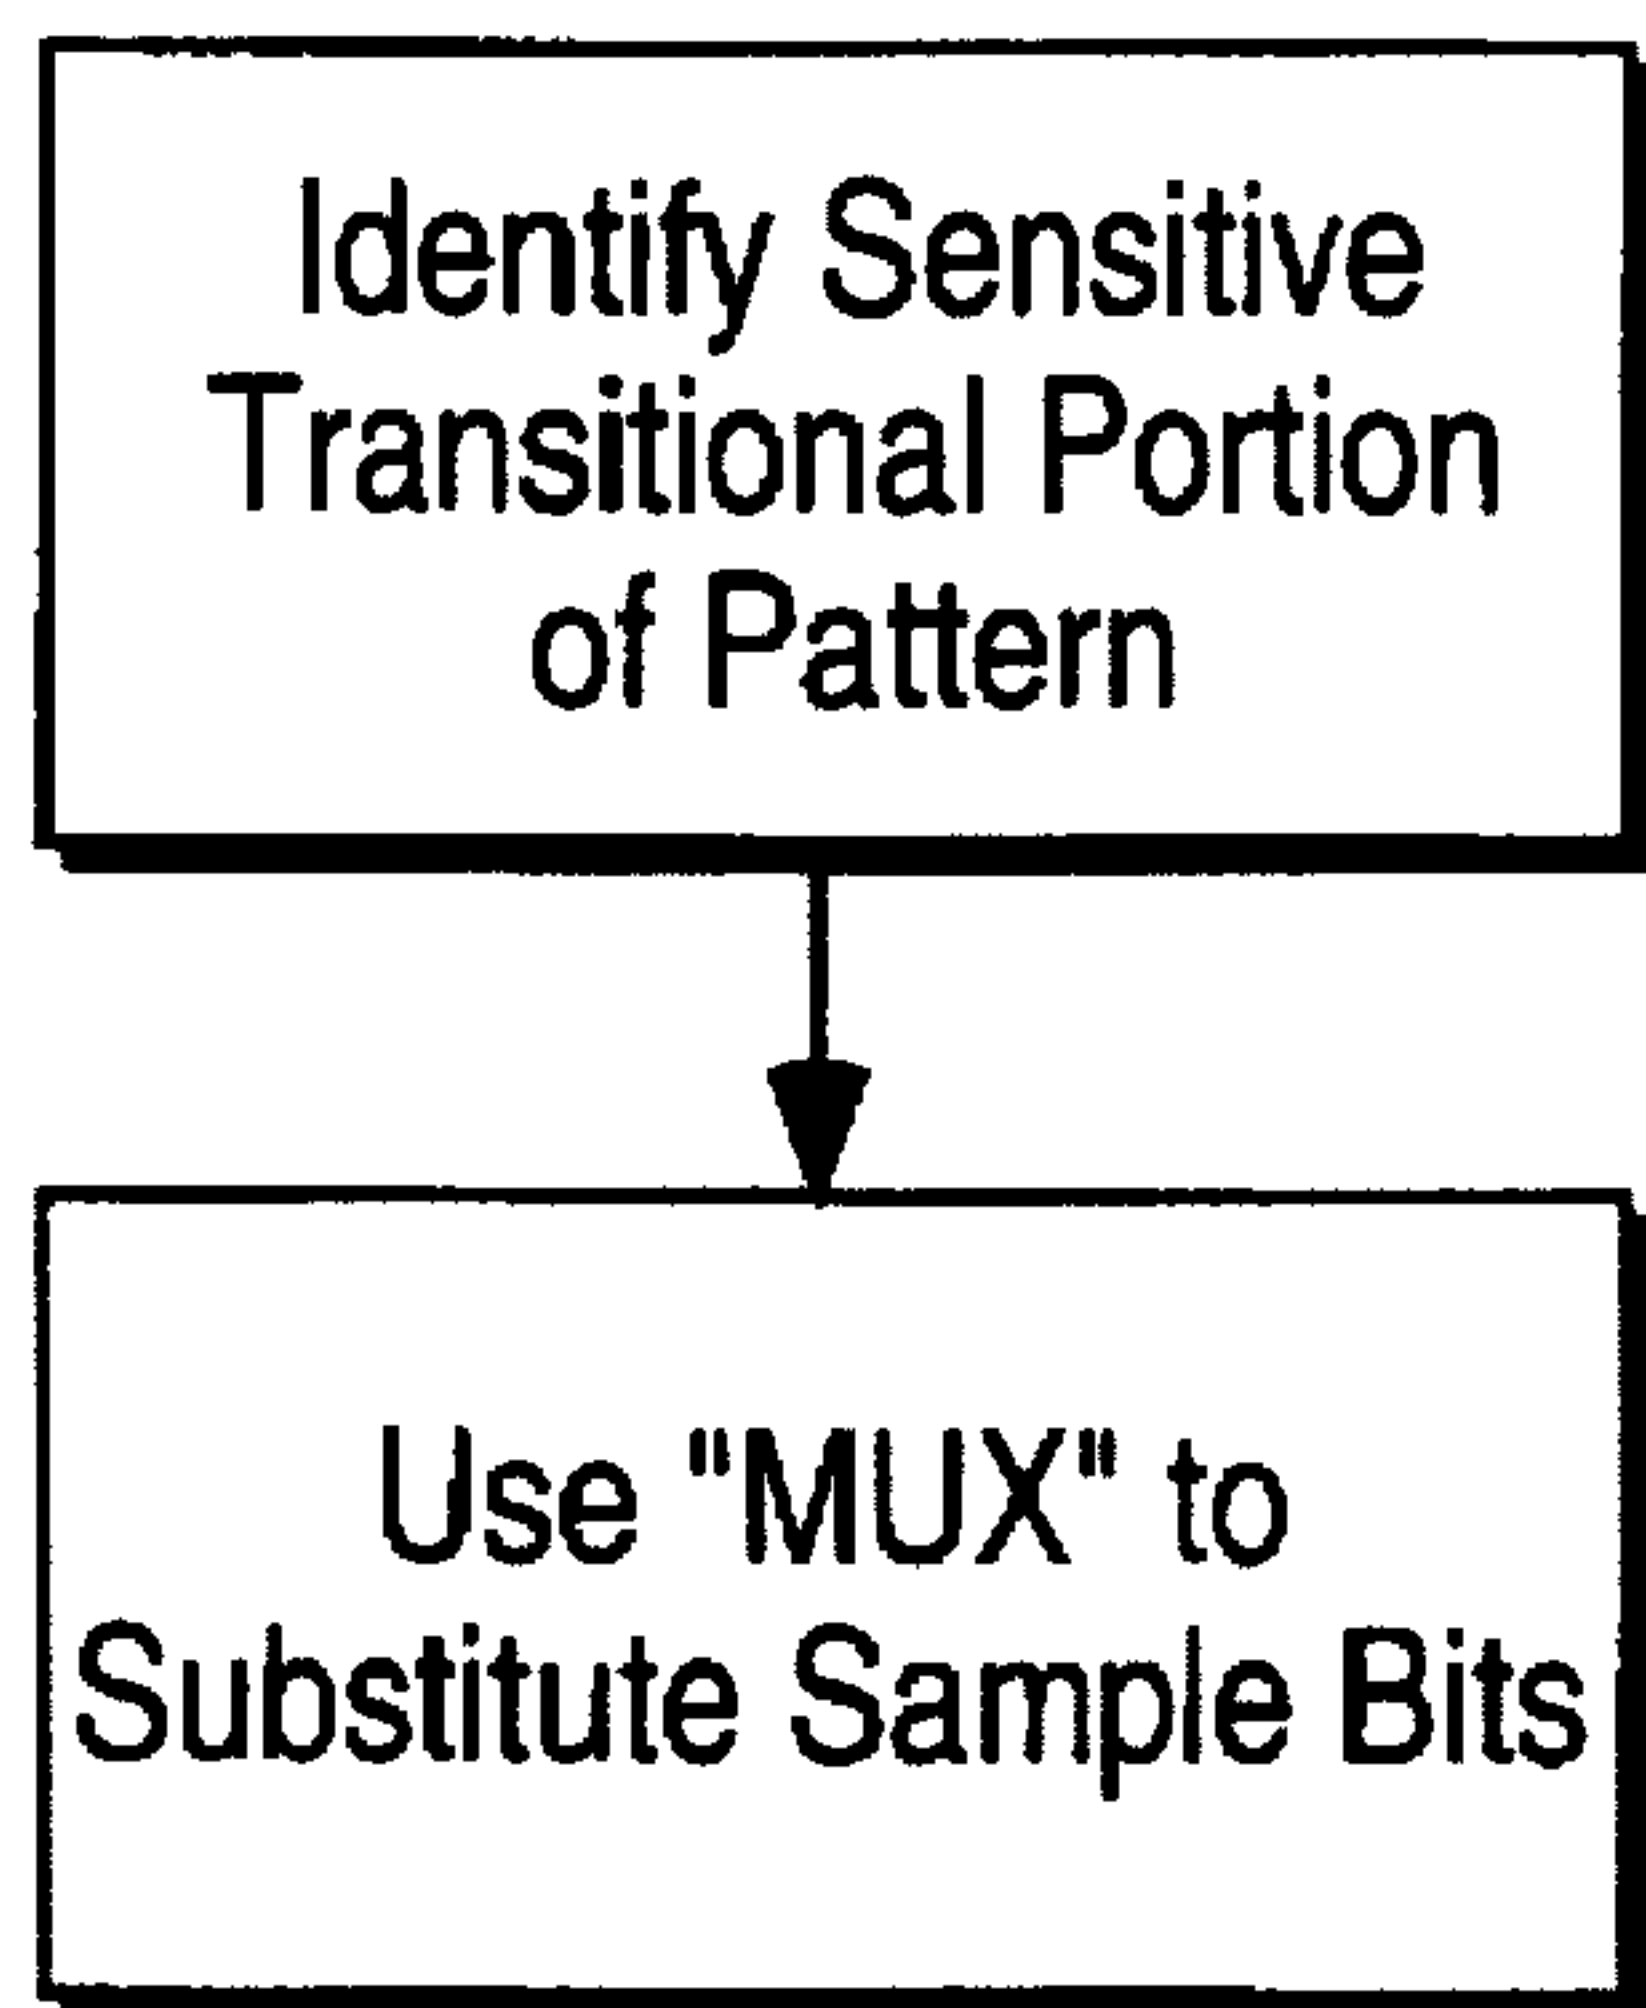 Identify Sensitive
Transitional Portion
of Pattern
Use "MUX" to
Substitute Sample Bits